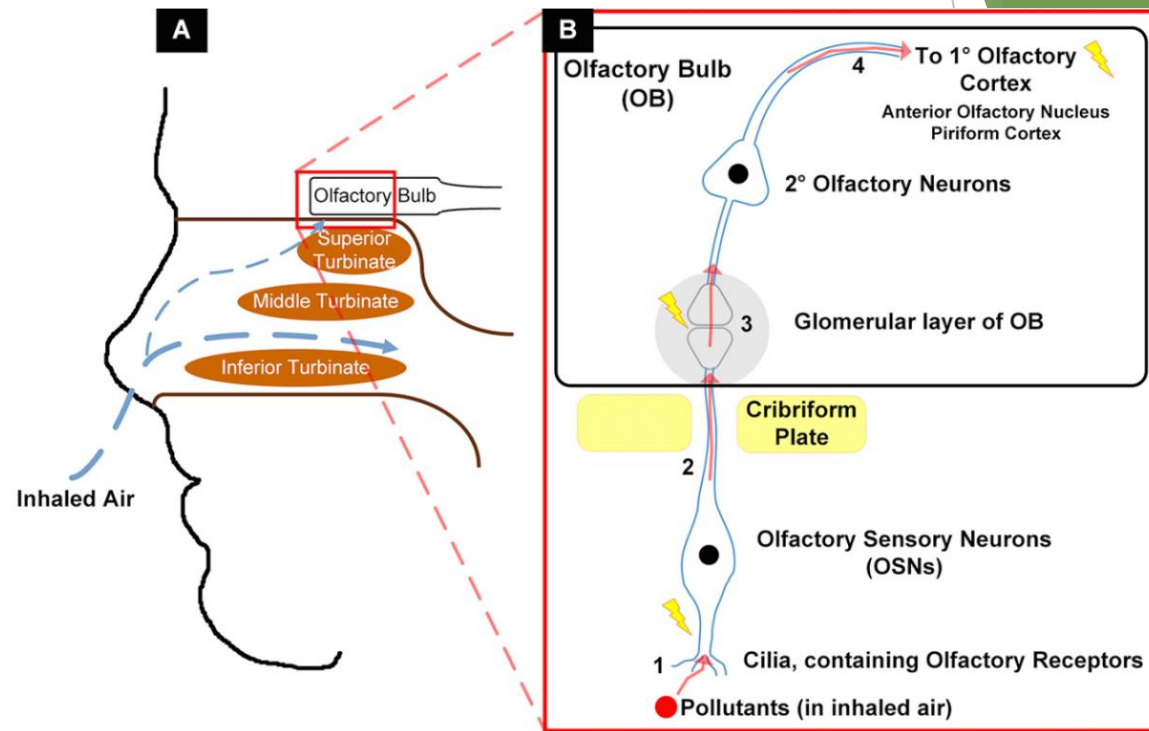 A
Olfactory Bulb
Superior
Turbinate
Middle Turbinate
Inferior Turbinate
Inhaled Air
B
Olfactory Bulb
(OB)
4
To 1° Olfactory
Cortex
Anterior Olfactory Nucleus
Piriform Cortex
2° Olfactory Neurons
3
Glomerular layer of OB
Cribriform
Plate
2
Olfactory Sensory Neurons
(OSNs)
1
Cilia, containing Olfactory Receptors
Pollutants (in inhaled air)